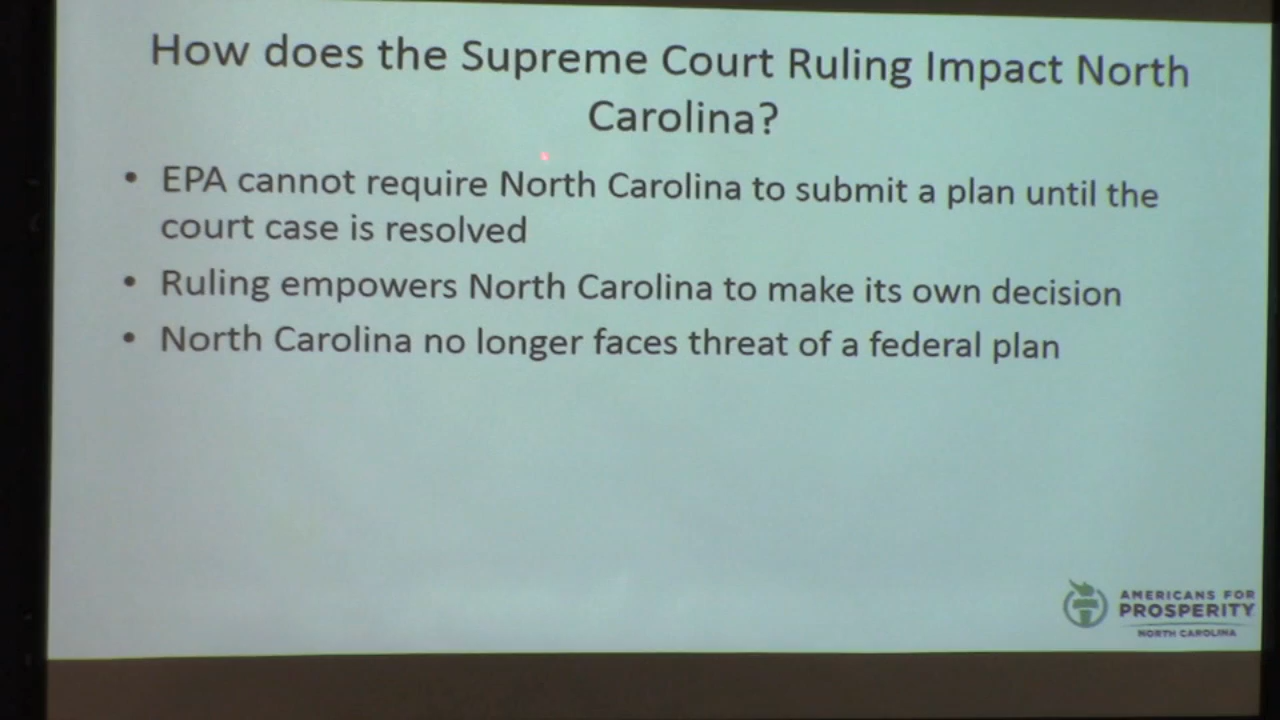 How does the Supreme Court Ruling Impact North
Carolina?
• EPA cannot require North Carolina to submit a plan until the
court case is resolved
• Ruling empowers North Carolina to make its own decision
• North Carolina no longer faces threat of a federal plan
AMERICANS FOR
PROSPERITY
NORTH CAROLINA